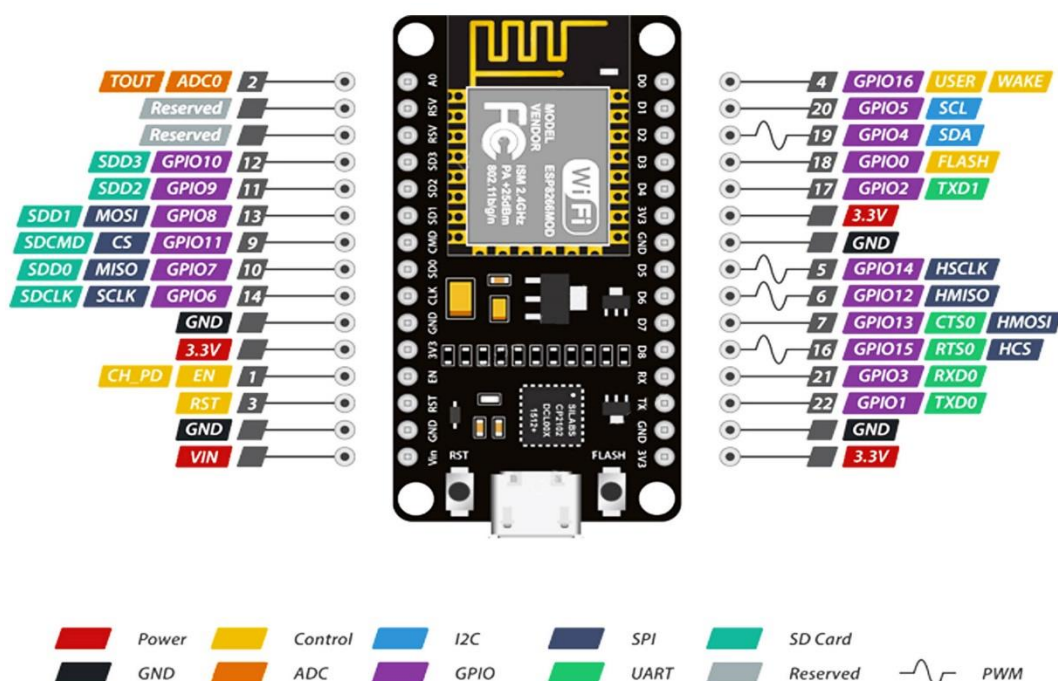 TOUT ADC0 2
Reserved
Reserved
SDD3 GPIO10 12
SDD2 GPIO9 11
SDD1 MOSI GPIO8 13
SDCMD CS GPIO11 9
SDD0 MISO GPIO7 10
SDCLK SCLK GPIO6 14
GND
3.3V
CH_PD EN 1
RST 3
GND
VIN
A0
RSV
RSV
SD3
SD2
SD1
CMD
SD0
CLK
GND
3V3
EN
RST
GND
Vin
MODEL
VENDOR
ESP8266MOD
WiFi
FC
ISM 2.4GHz
PA +25dBm
802.11b/g/n
SILABS
CP2102
DCL00X
1512+
RST
FLASH
D0
D1
D2
D3
D4
3V3
GND
D5
D6
D7
D8
RX
TX
GND
3V3
4 GPIO16 USER WAKE
20 GPIO5 SCL
19 GPIO4 SDA
18 GPIO0 FLASH
17 GPIO2 TXD1
3.3V
GND
5 GPIO14 HSCLK
6 GPIO12 HMISO
7 GPIO13 CTS0 HMOSI
16 GPIO15 RTS0 HCS
21 GPIO3 RXD0
22 GPIO1 TXD0
GND
3.3V
Power Control I2C SPI SD Card
GND ADC GPIO UART Reserved PWM